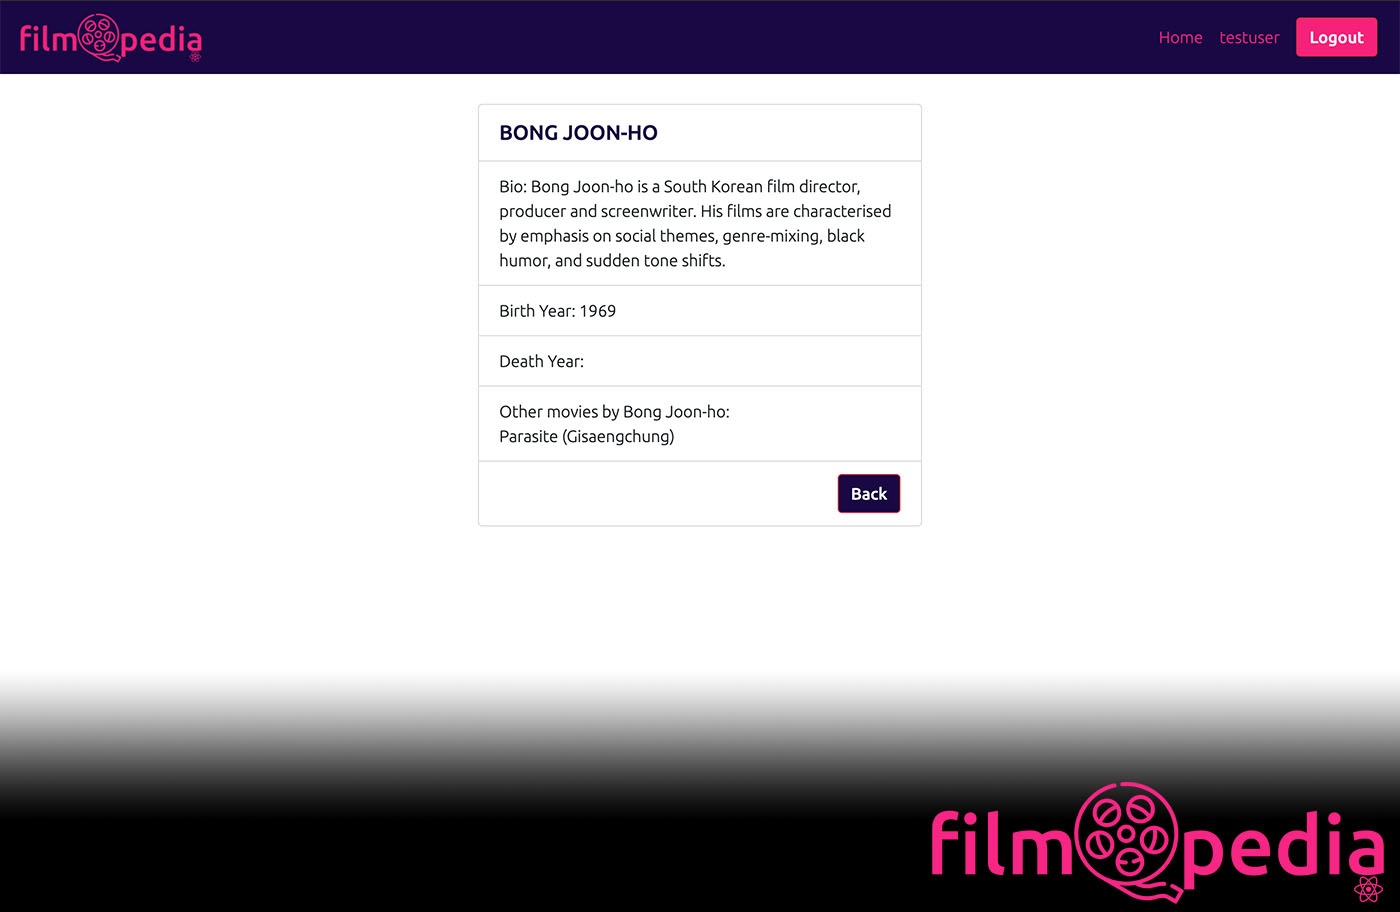 filmopedia
Home testuser Logout
BONG JOON-HO
Bio: Bong Joon-ho is a South Korean film director,
producer and screenwriter. His films are characterised
by emphasis on social themes, genre-mixing, black
humor, and sudden tone shifts.
Birth Year: 1969
Death Year:
Other movies by Bong Joon-ho:
Parasite (Gisaengchung)
Back
filmopedia